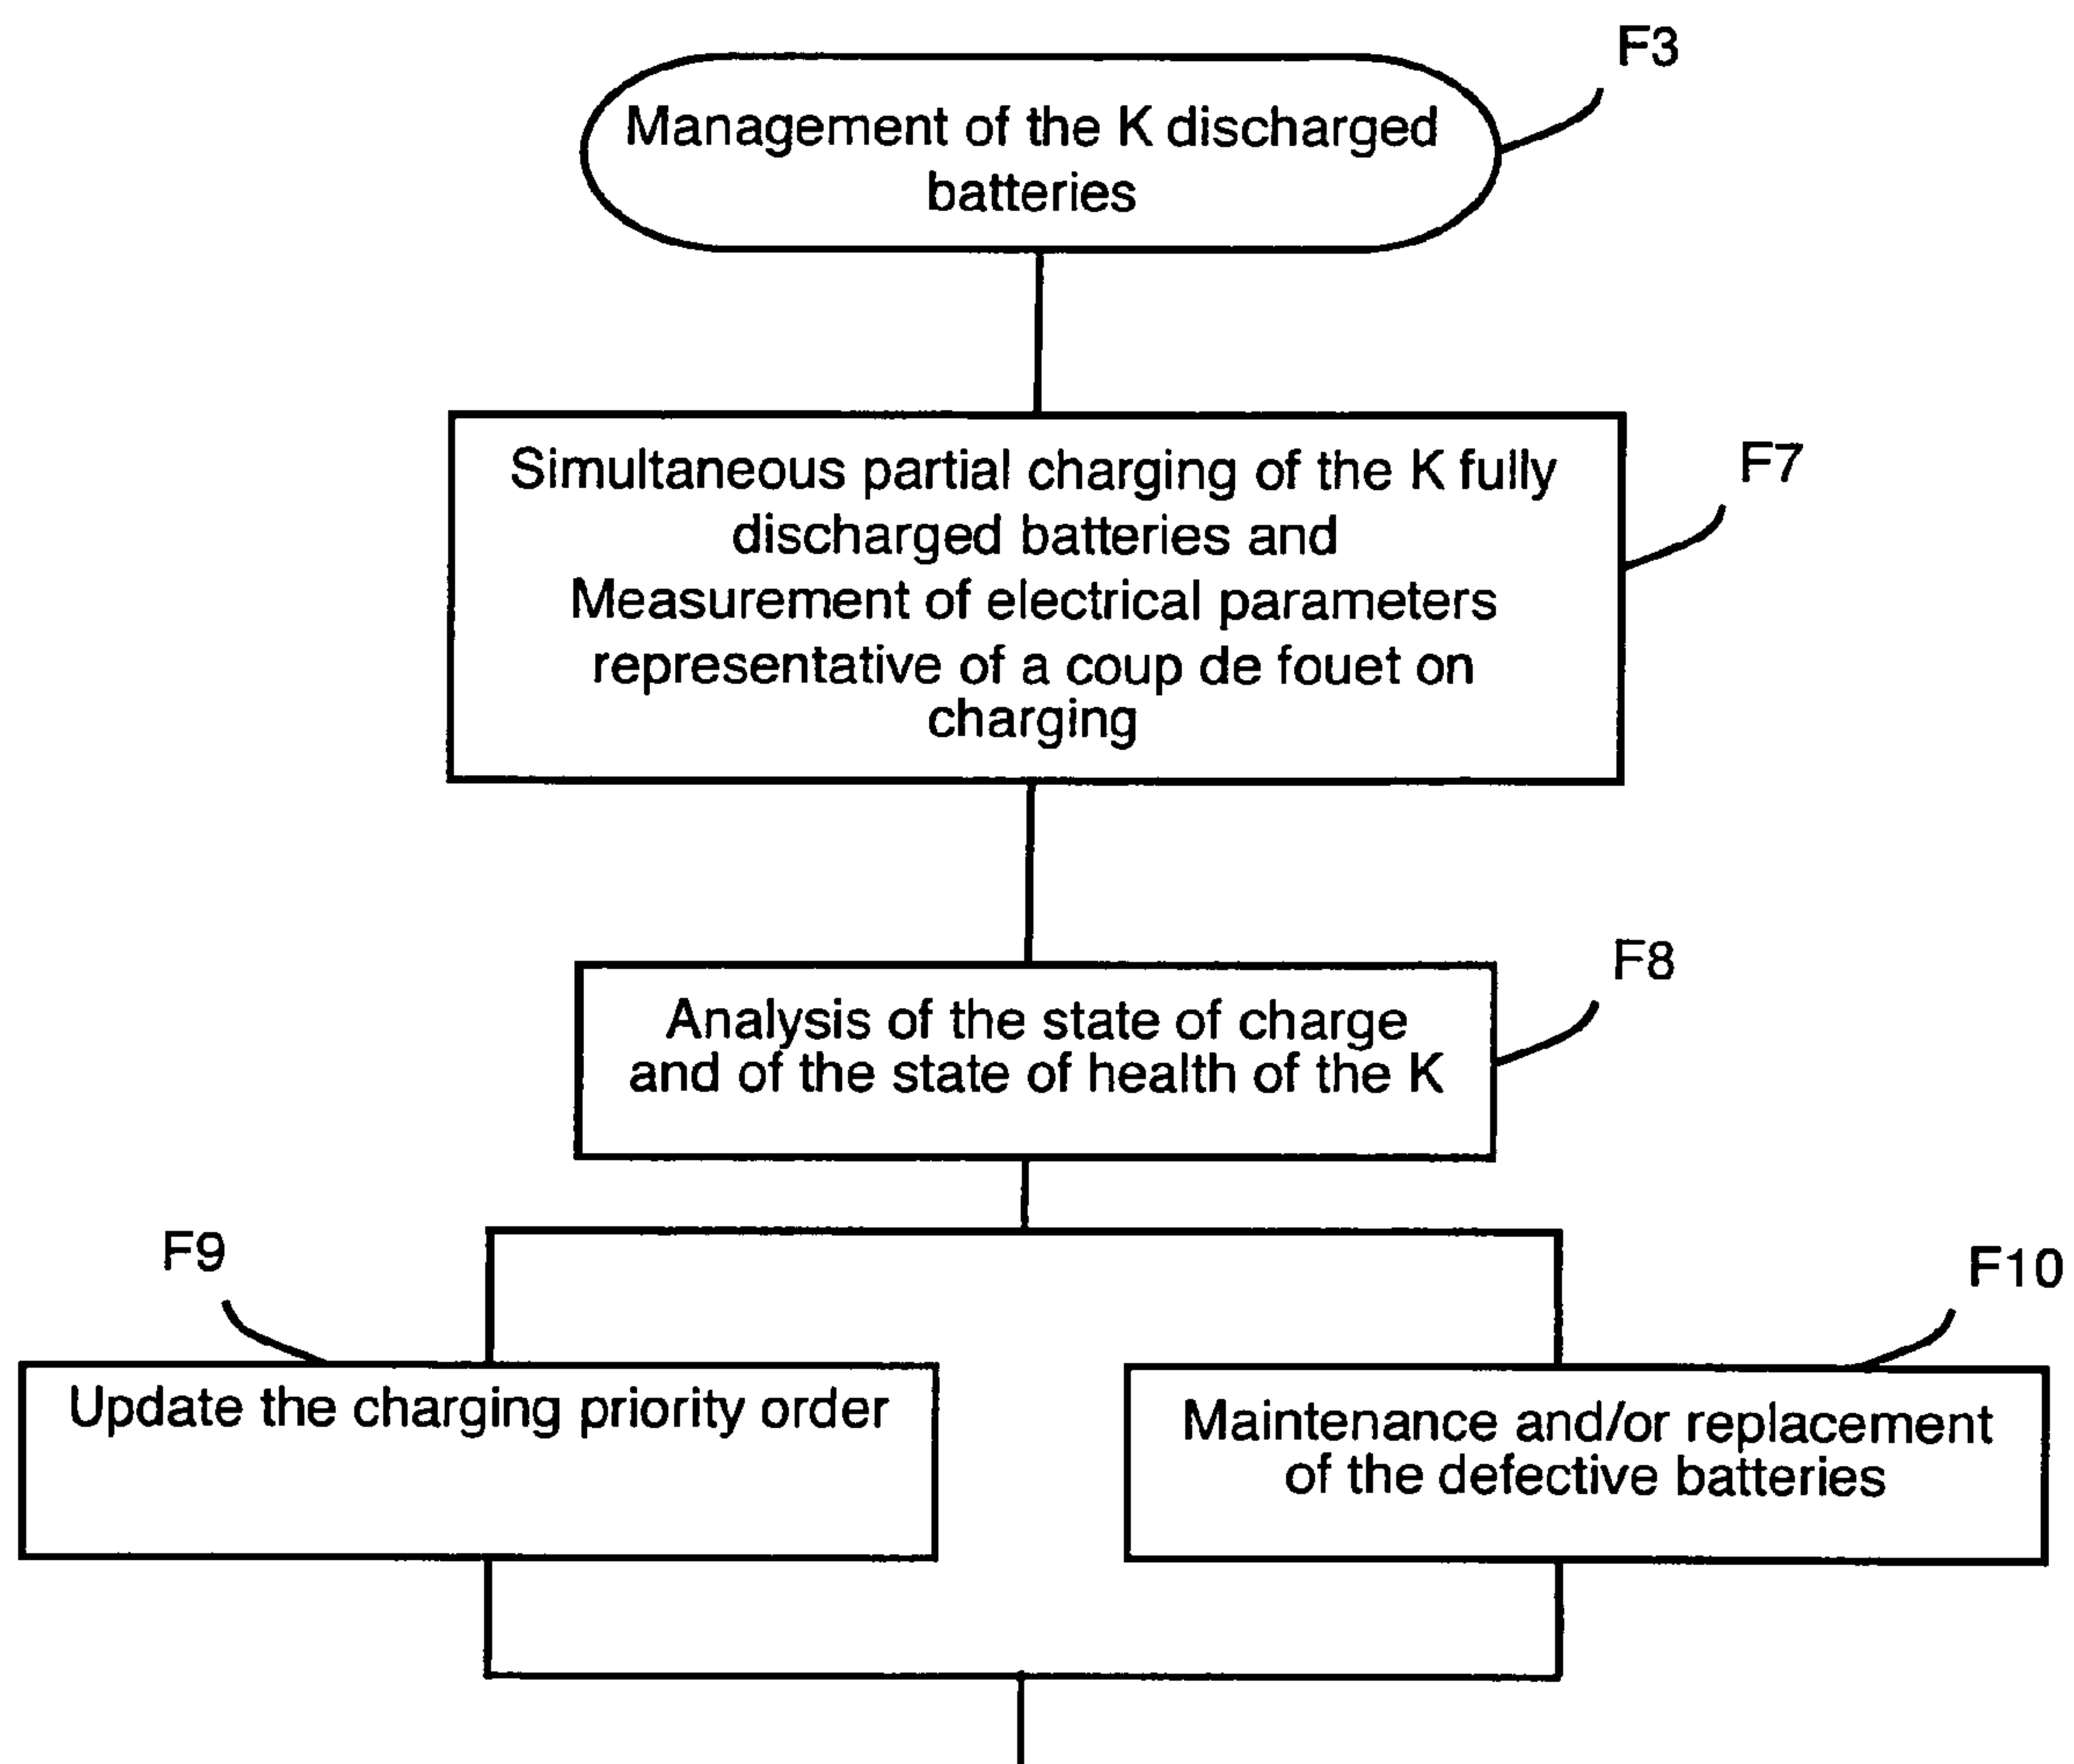 F3
Management of the K discharged
batteries
F7
Simultaneous partial charging of the K fully
discharged batteries and
Measurement of electrical parameters
representative of a coup de fouet on
charging
F8
Analysis of the state of charge
and of the state of health of the K
F9
F10
Update the charging priority order
Maintenance and/or replacement
of the defective batteries